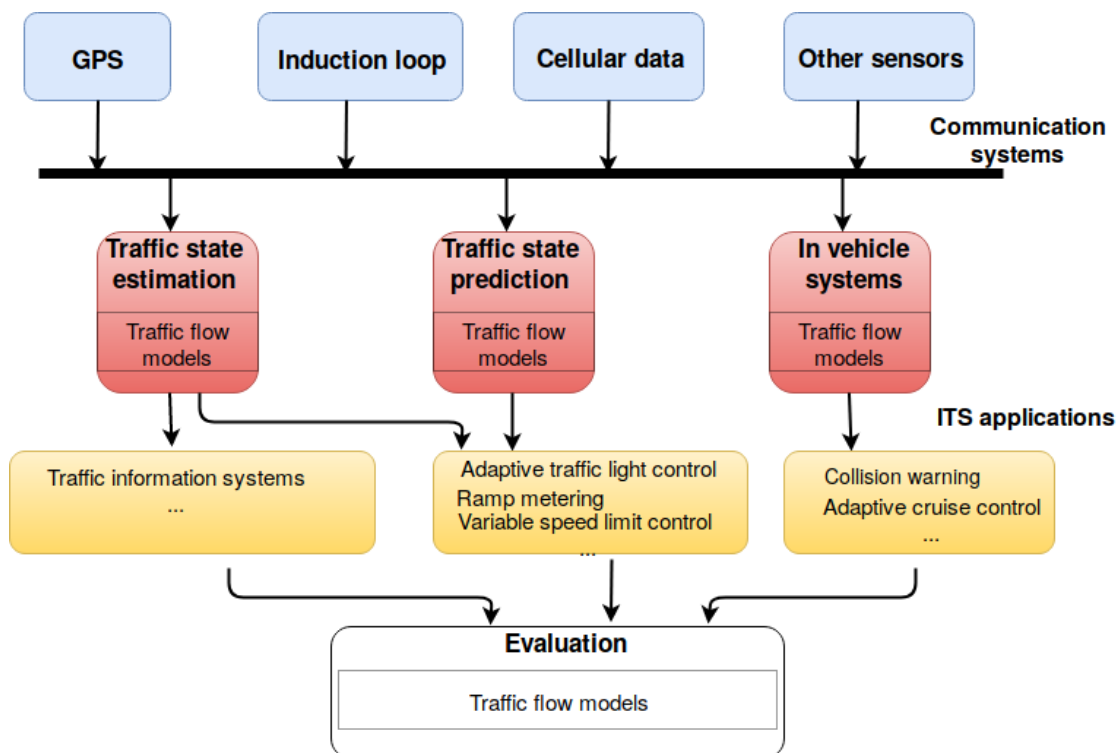 GPS
Induction loop
Cellular data
Other sensors
Communication
systems
Traffic state
estimation
Traffic flow
models
Traffic state
prediction
Traffic flow
models
In vehicle
systems
Traffic flow
models
ITS applications
Traffic information systems
...
Adaptive traffic light control
Ramp metering
Variable speed limit control
...
Collision warning
Adaptive cruise control
...
Evaluation
Traffic flow models